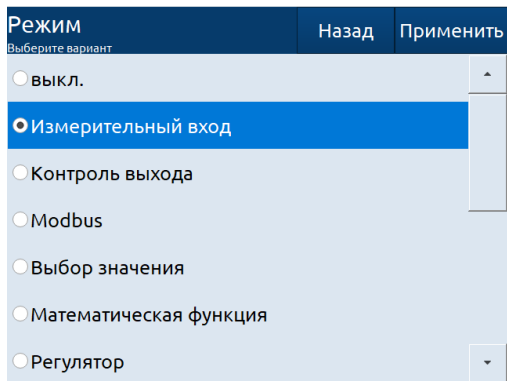 Режим
Назад
Применить
Выберите вариант
выкл.
Измерительный вход
Контроль выхода
Modbus
Выбор значения
Математическая функция
Регулятор